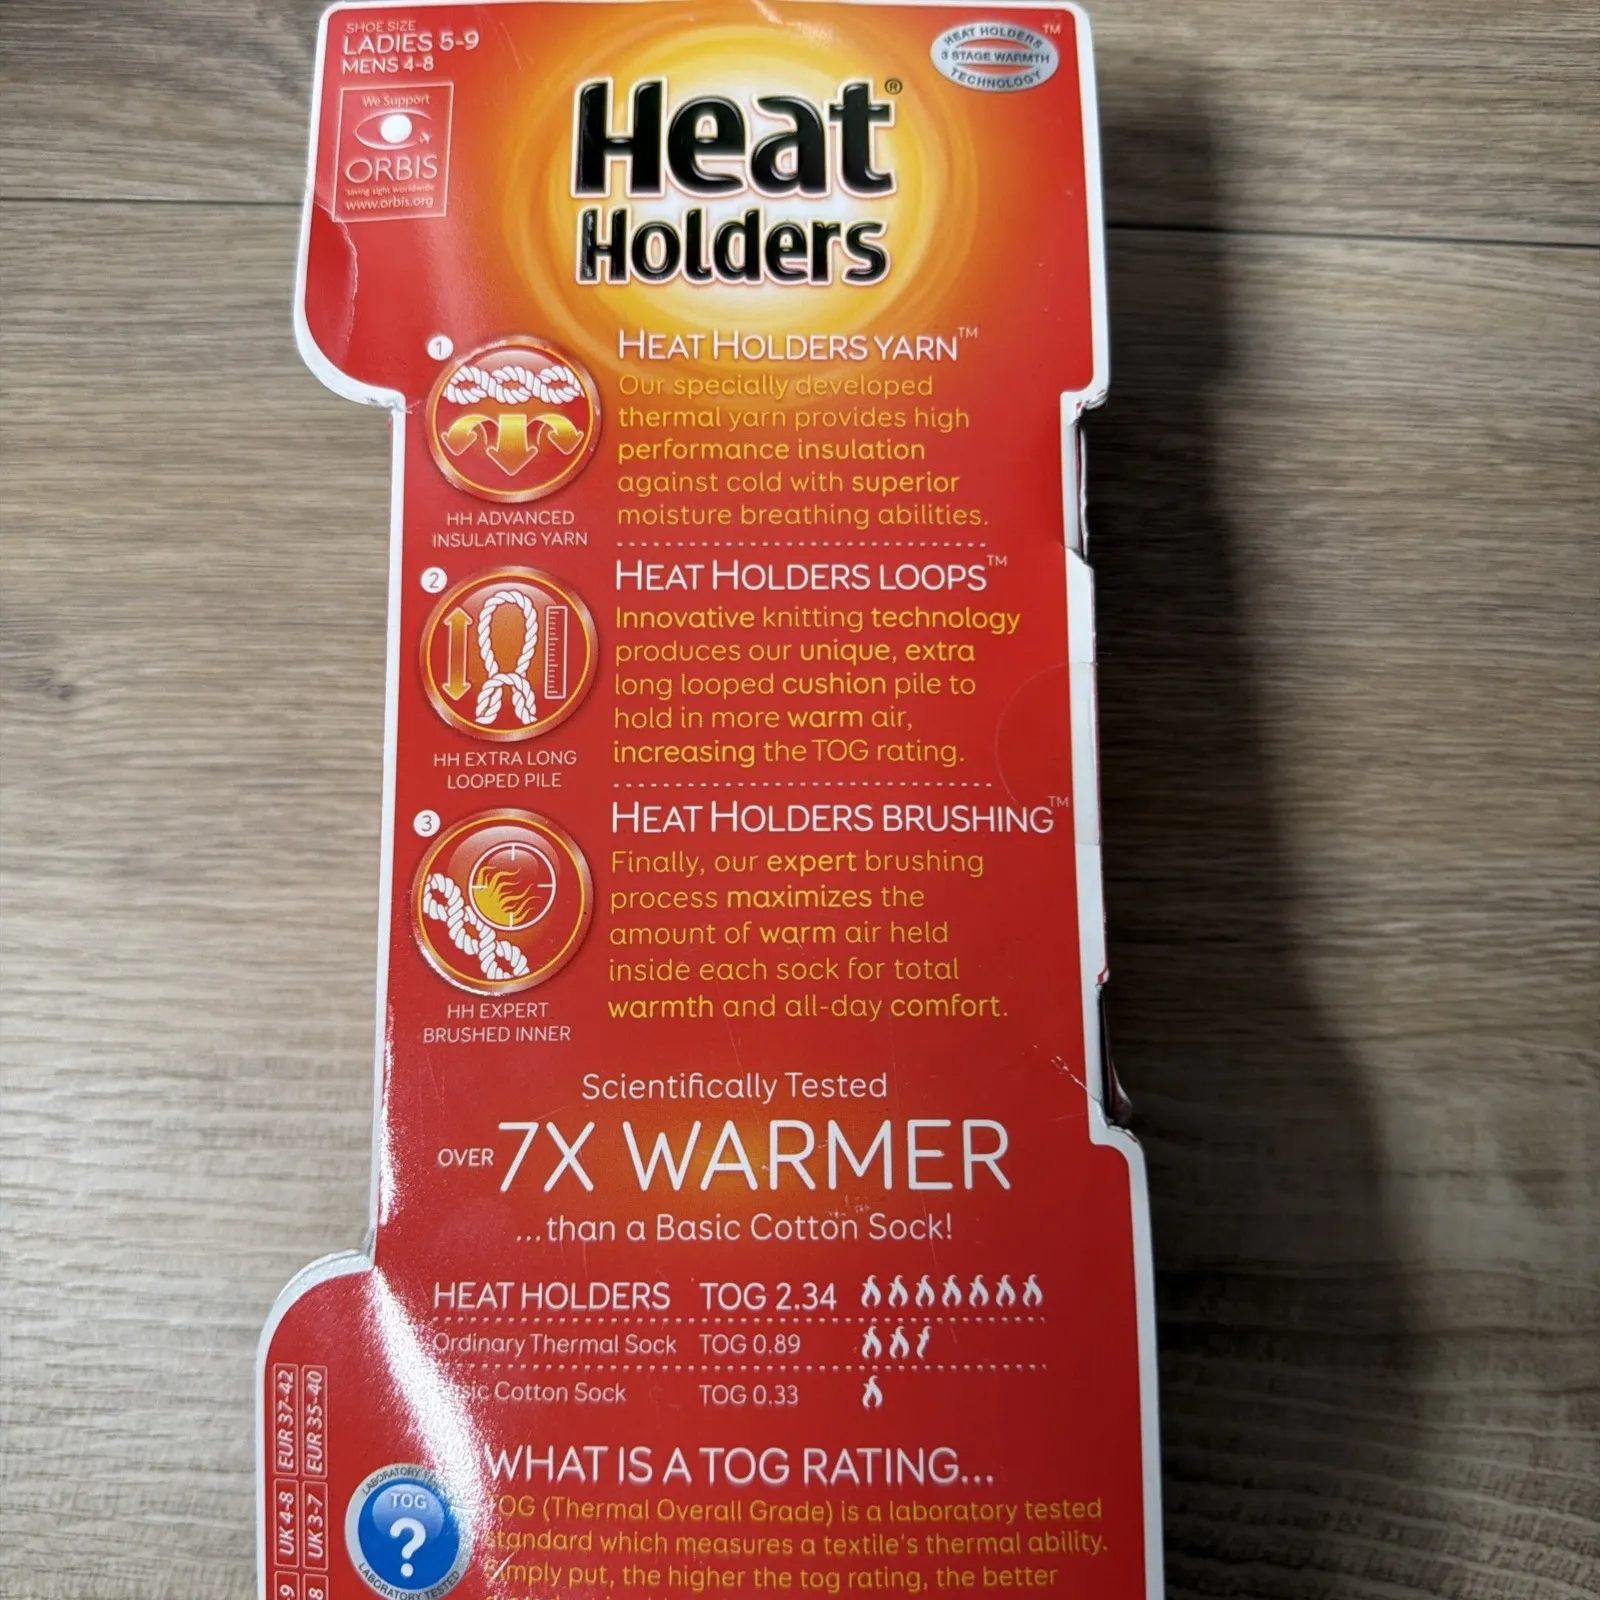 SHOE SIZE
LADIES 5-9
MENS 4-8
We Support
ORBIS
saving sight worldwide
www.orbis.org
HEAT HOLDERS
3 STAGE WARMTH
TECHNOLOGY
TM
Heat®
Holders
1
HH ADVANCED
INSULATING YARN
HEAT HOLDERS YARN™
Our specially developed
thermal yarn provides high
performance insulation
against cold with superior
moisture breathing abilities.
2
HH EXTRA LONG
LOOPED PILE
HEAT HOLDERS LOOPS™
Innovative knitting technology
produces our unique, extra
long looped cushion pile to
hold in more warm air,
increasing the TOG rating.
3
HH EXPERT
BRUSHED INNER
HEAT HOLDERS BRUSHING™
Finally, our expert brushing
process maximizes the
amount of warm air held
inside each sock for total
warmth and all-day comfort.
Scientifically Tested
OVER 7X WARMER
...than a Basic Cotton Sock!
HEAT HOLDERS TOG 2.34
Ordinary Thermal Sock TOG 0.89
Cotton Sock TOG 0.33
EUR 37-42
EUR 35-40
UK 4-8
UK 3-7
LABORATORY
TOG
?
LABORATORY TESTED
WHAT IS A TOG RATING...
TOG (Thermal Overall Grade) is a laboratory tested
standard which measures a textile's thermal ability.
Simply put, the higher the tog rating, the better